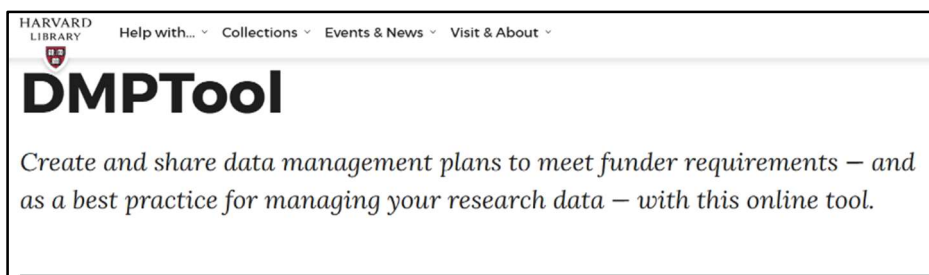 HARVARD
LIBRARY
Help with... Collections Events & News Visit & About
DMPTool
Create and share data management plans to meet funder requirements — and
as a best practice for managing your research data — with this online tool.